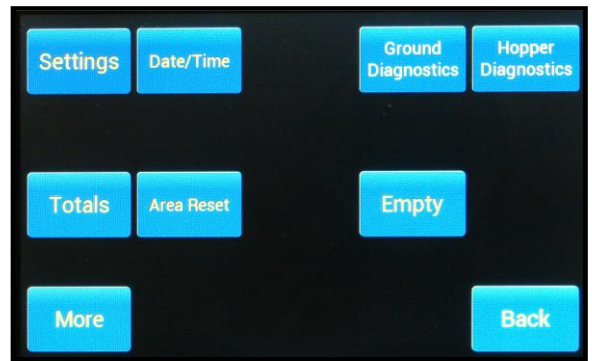 Settings
Date/Time
Ground
Diagnostics
Hopper
Diagnostics
Totals
Area Reset
Empty
More
Back